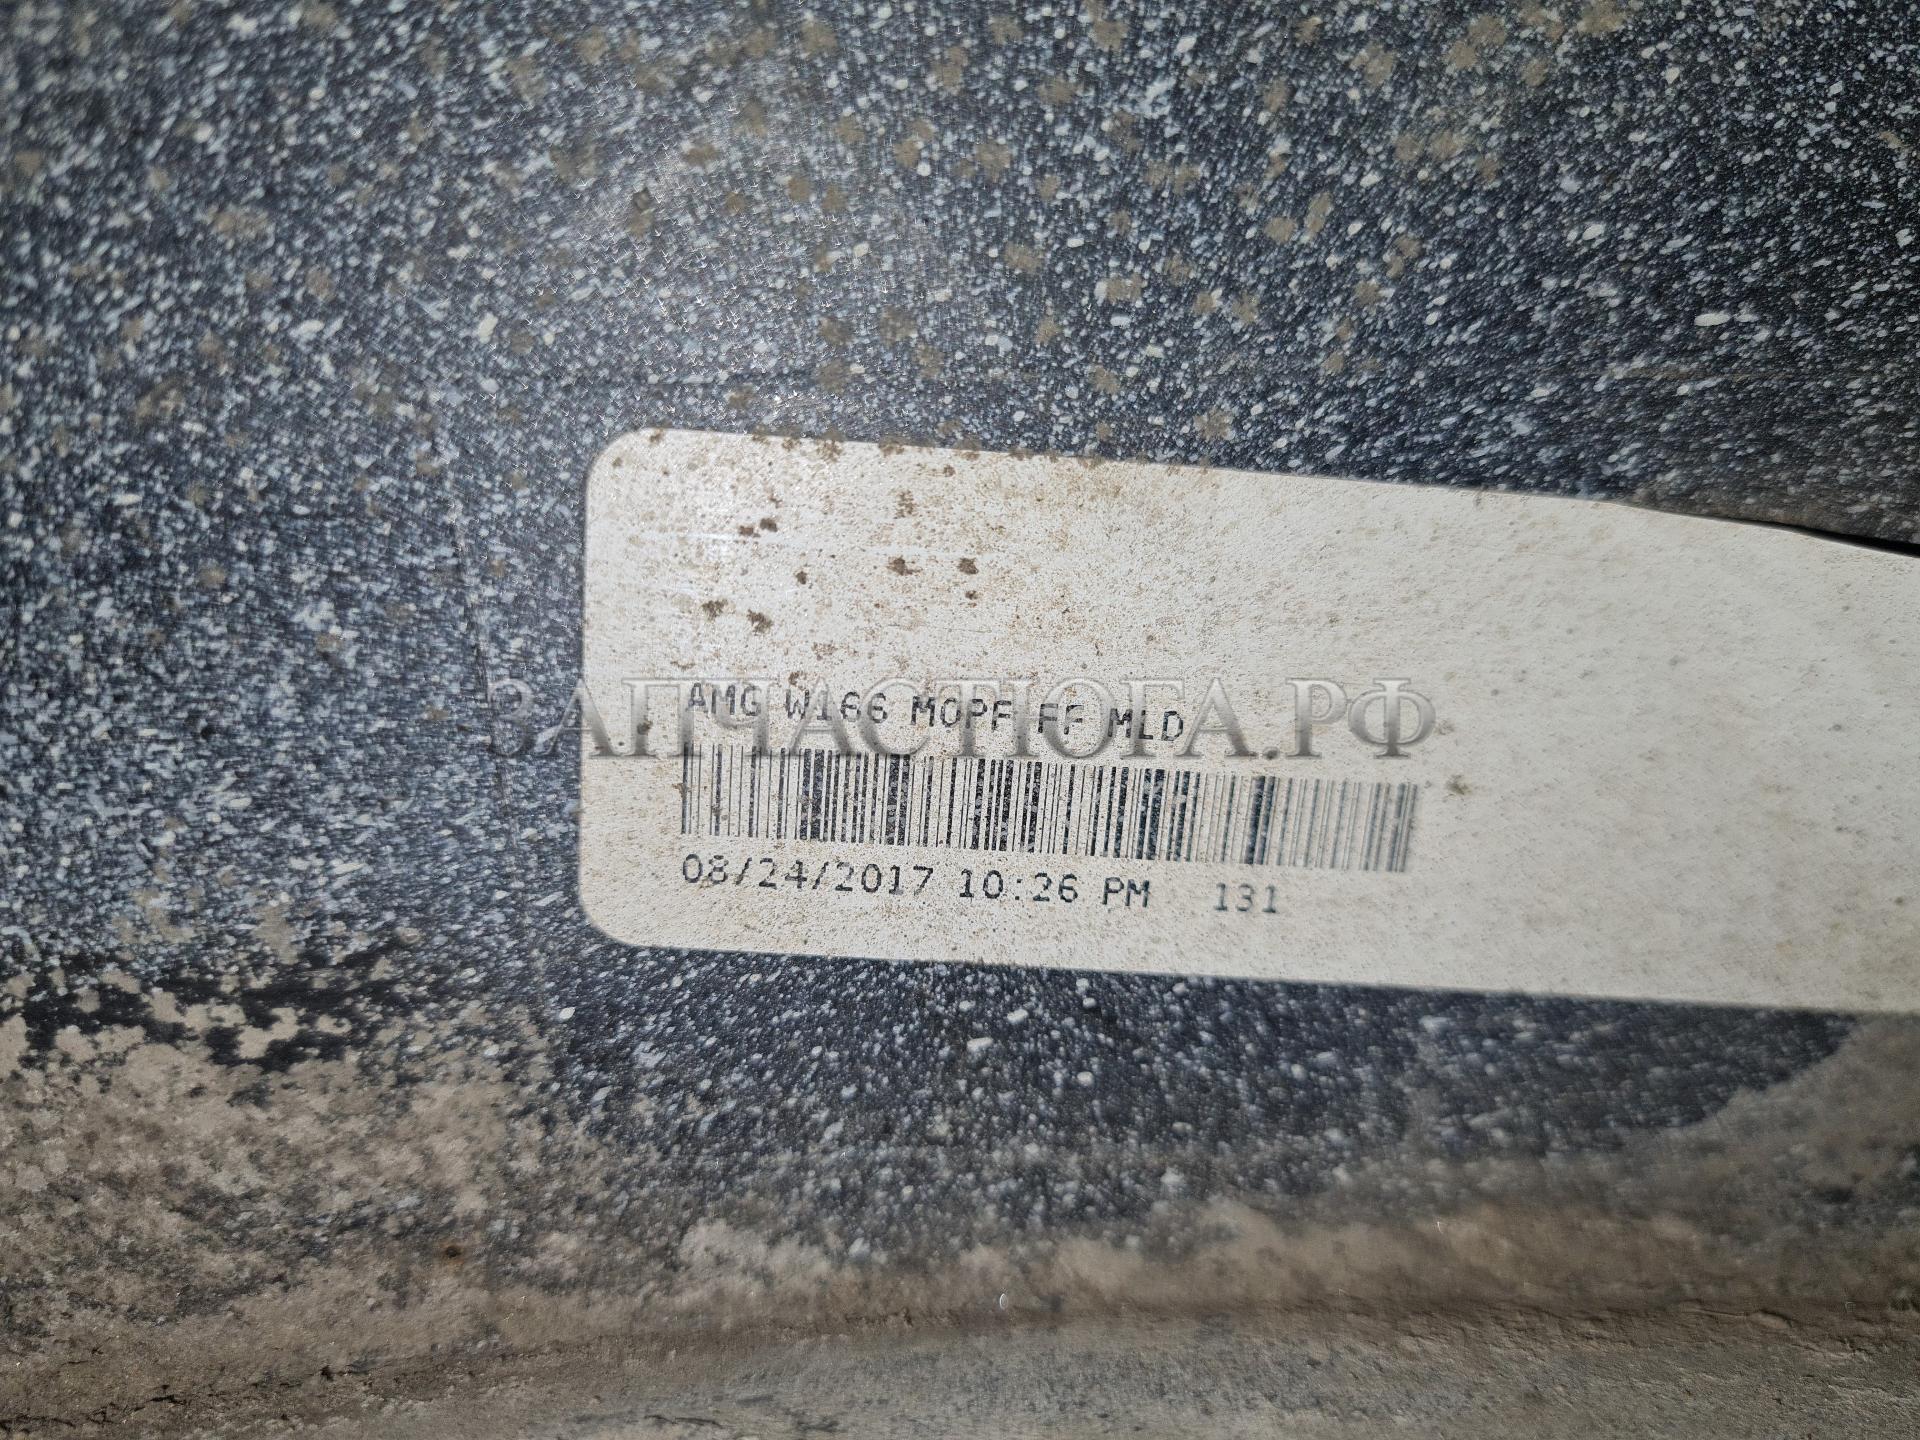 AMG W166 MOPF FF MLD
ЗАПЧАСТЮГА.РФ
08/24/2017 10:26 PM 131